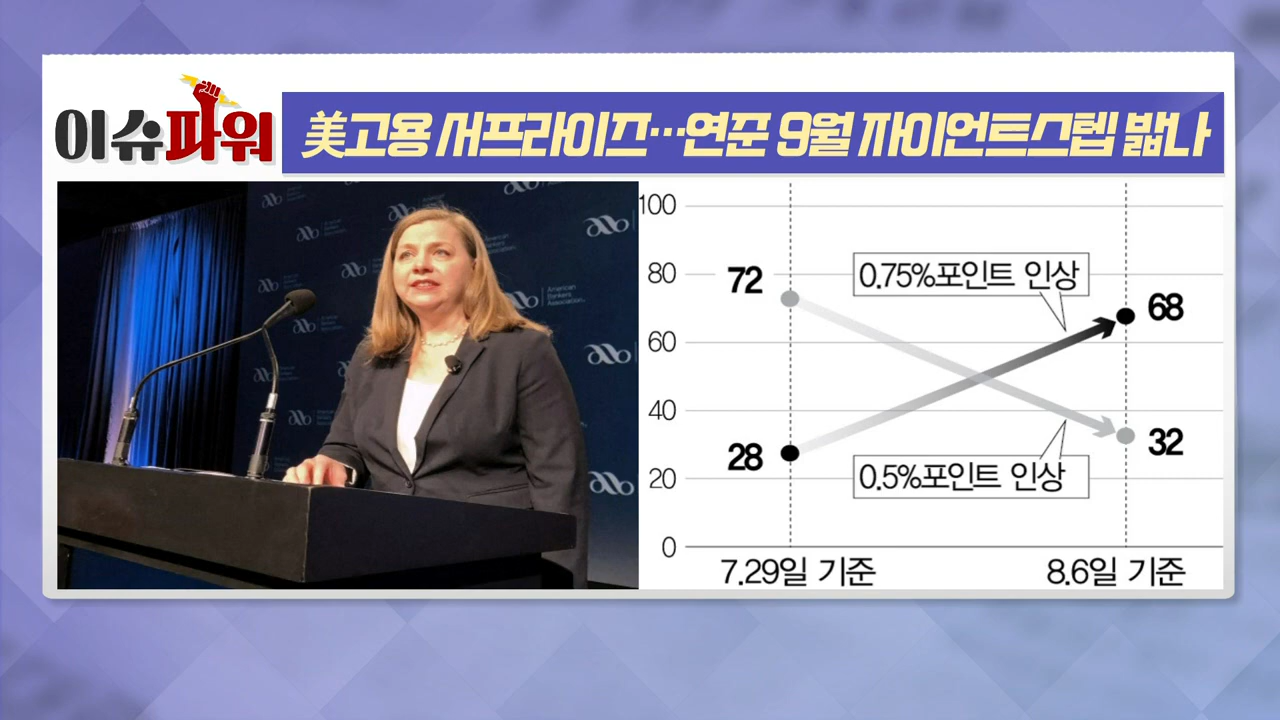 이슈파워
美고용 서프라이즈…연준 9월 자이언트스텝 밟나
American
Bankers
Association
100
80
60
40
20
0
72
28
0.75%포인트 인상
0.5%포인트 인상
68
32
7.29일 기준
8.6일 기준